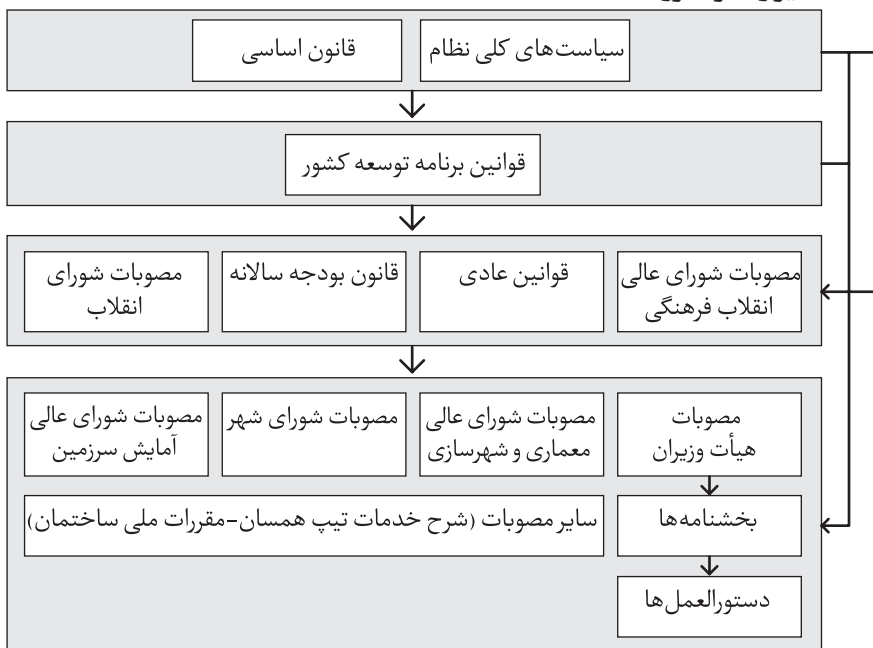 سیاست‌های کلی نظام
قانون اساسی
قوانین برنامه توسعه کشور
مصوبات شورای عالی
انقلاب فرهنگی
قوانین عادی
قانون بودجه سالانه
مصوبات شورای
انقلاب
مصوبات
هیأت وزیران
مصوبات شورای عالی
معماری و شهرسازی
مصوبات شورای شهر
مصوبات شورای عالی
آمایش سرزمین
بخشنامه‌ها
سایر مصوبات (شرح خدمات تیپ همسان-مقررات ملی ساختمان)
دستورالعمل‌ها